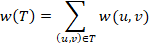 w(T) = ∑_{(u,v)∈T} w(u, v)